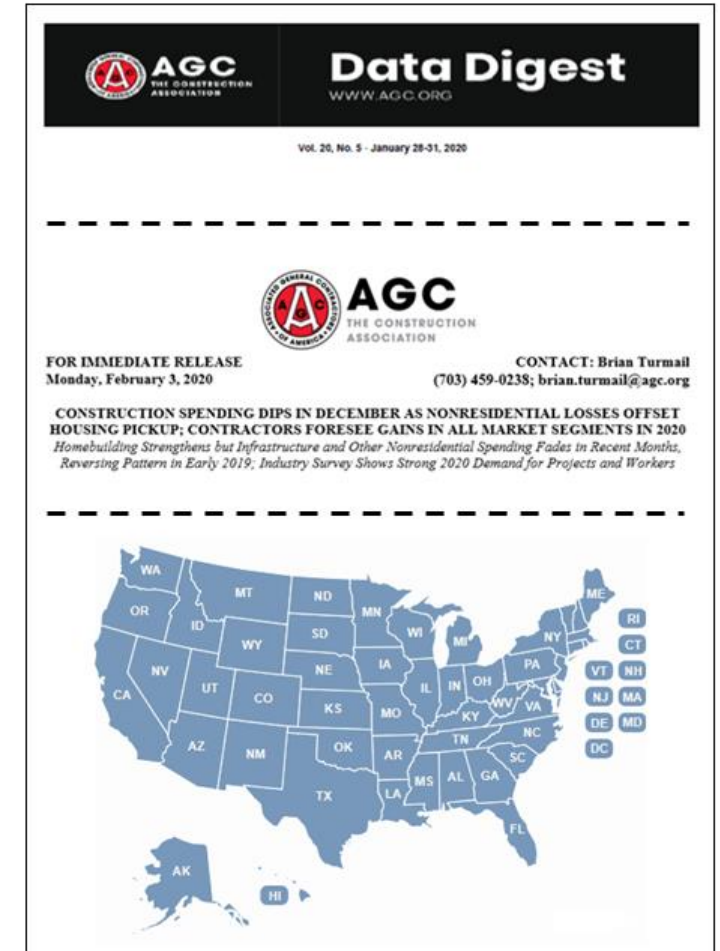 AGC
THE CONSTRUCTION
ASSOCIATION
Data Digest
WWW.AGC.ORG
Vol. 20, No. 5 - January 28-31, 2020
ASSOCIATED GENERAL CONTRACTORS
OF AMERICA
AGC
AGC
THE CONSTRUCTION
ASSOCIATION
FOR IMMEDIATE RELEASE
Monday, February 3, 2020
CONTACT: Brian Turmail
(703) 459-0238; brian.turmail@agc.org
CONSTRUCTION SPENDING DIPS IN DECEMBER AS NONRESIDENTIAL LOSSES OFFSET
HOUSING PICKUP; CONTRACTORS FORESEE GAINS IN ALL MARKET SEGMENTS IN 2020
Homebuilding Strengthens but Infrastructure and Other Nonresidential Spending Fades in Recent Months,
Reversing Pattern in Early 2019; Industry Survey Shows Strong 2020 Demand for Projects and Workers
WA
MT
ND
MN
ME
OR
ID
WY
SD
WI
MI
NY
RI
CT
NV
NE
IA
PA
VT
NH
CA
UT
CO
IL
IN
OH
NJ
MA
KS
MO
KY
WV
VA
DE
MD
AZ
NM
OK
AR
TN
NC
DC
TX
LA
MS
AL
GA
SC
FL
AK
HI